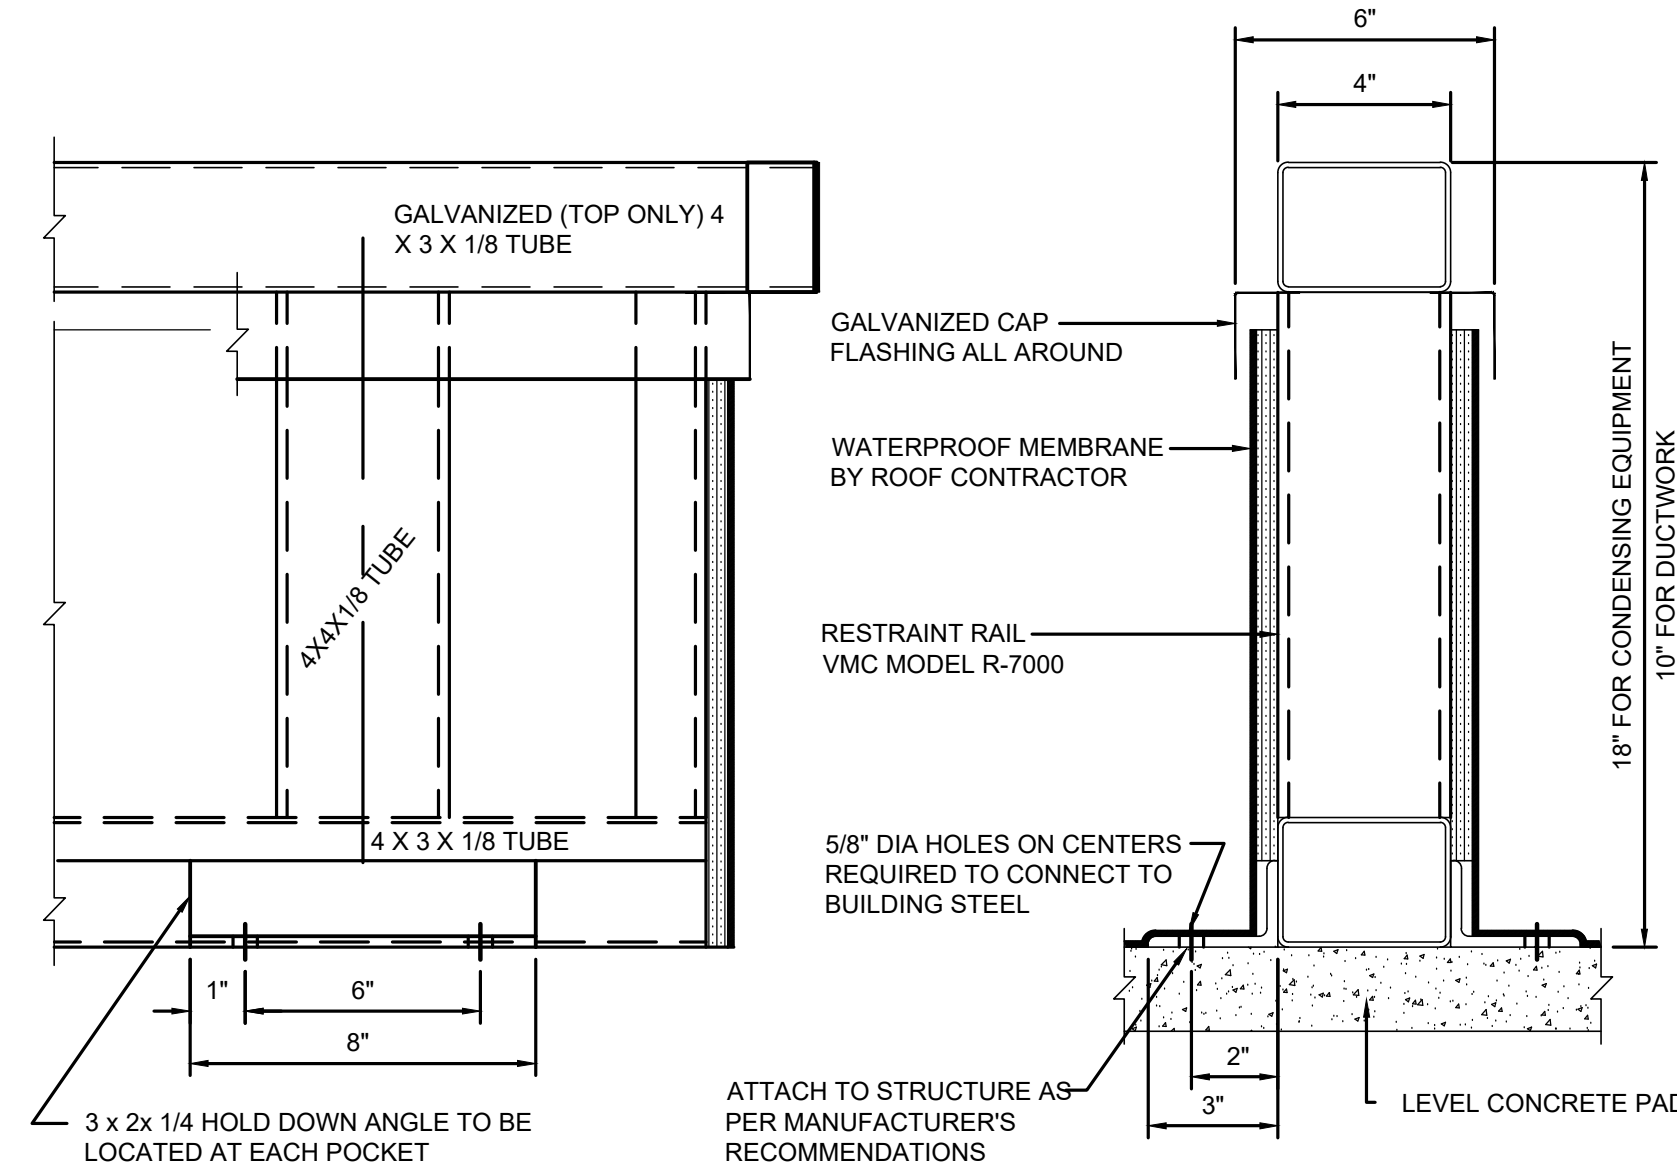 6"
4"
GALVANIZED (TOP ONLY) 4
X 3 X 1/8 TUBE
GALVANIZED CAP
FLASHING ALL AROUND
WATERPROOF MEMBRANE
BY ROOF CONTRACTOR
4X4X1/8 TUBE
RESTRAINT RAIL
VMC MODEL R-7000
18" FOR CONDENSING EQUIPMENT
10" FOR DUCTWORK
4 X 3 X 1/8 TUBE
5/8" DIA HOLES ON CENTERS
REQUIRED TO CONNECT TO
BUILDING STEEL
1"
6"
8"
2"
3"
3 x 2x 1/4 HOLD DOWN ANGLE TO BE
LOCATED AT EACH POCKET
ATTACH TO STRUCTURE AS
PER MANUFACTURER'S
RECOMMENDATIONS
LEVEL CONCRETE PAD